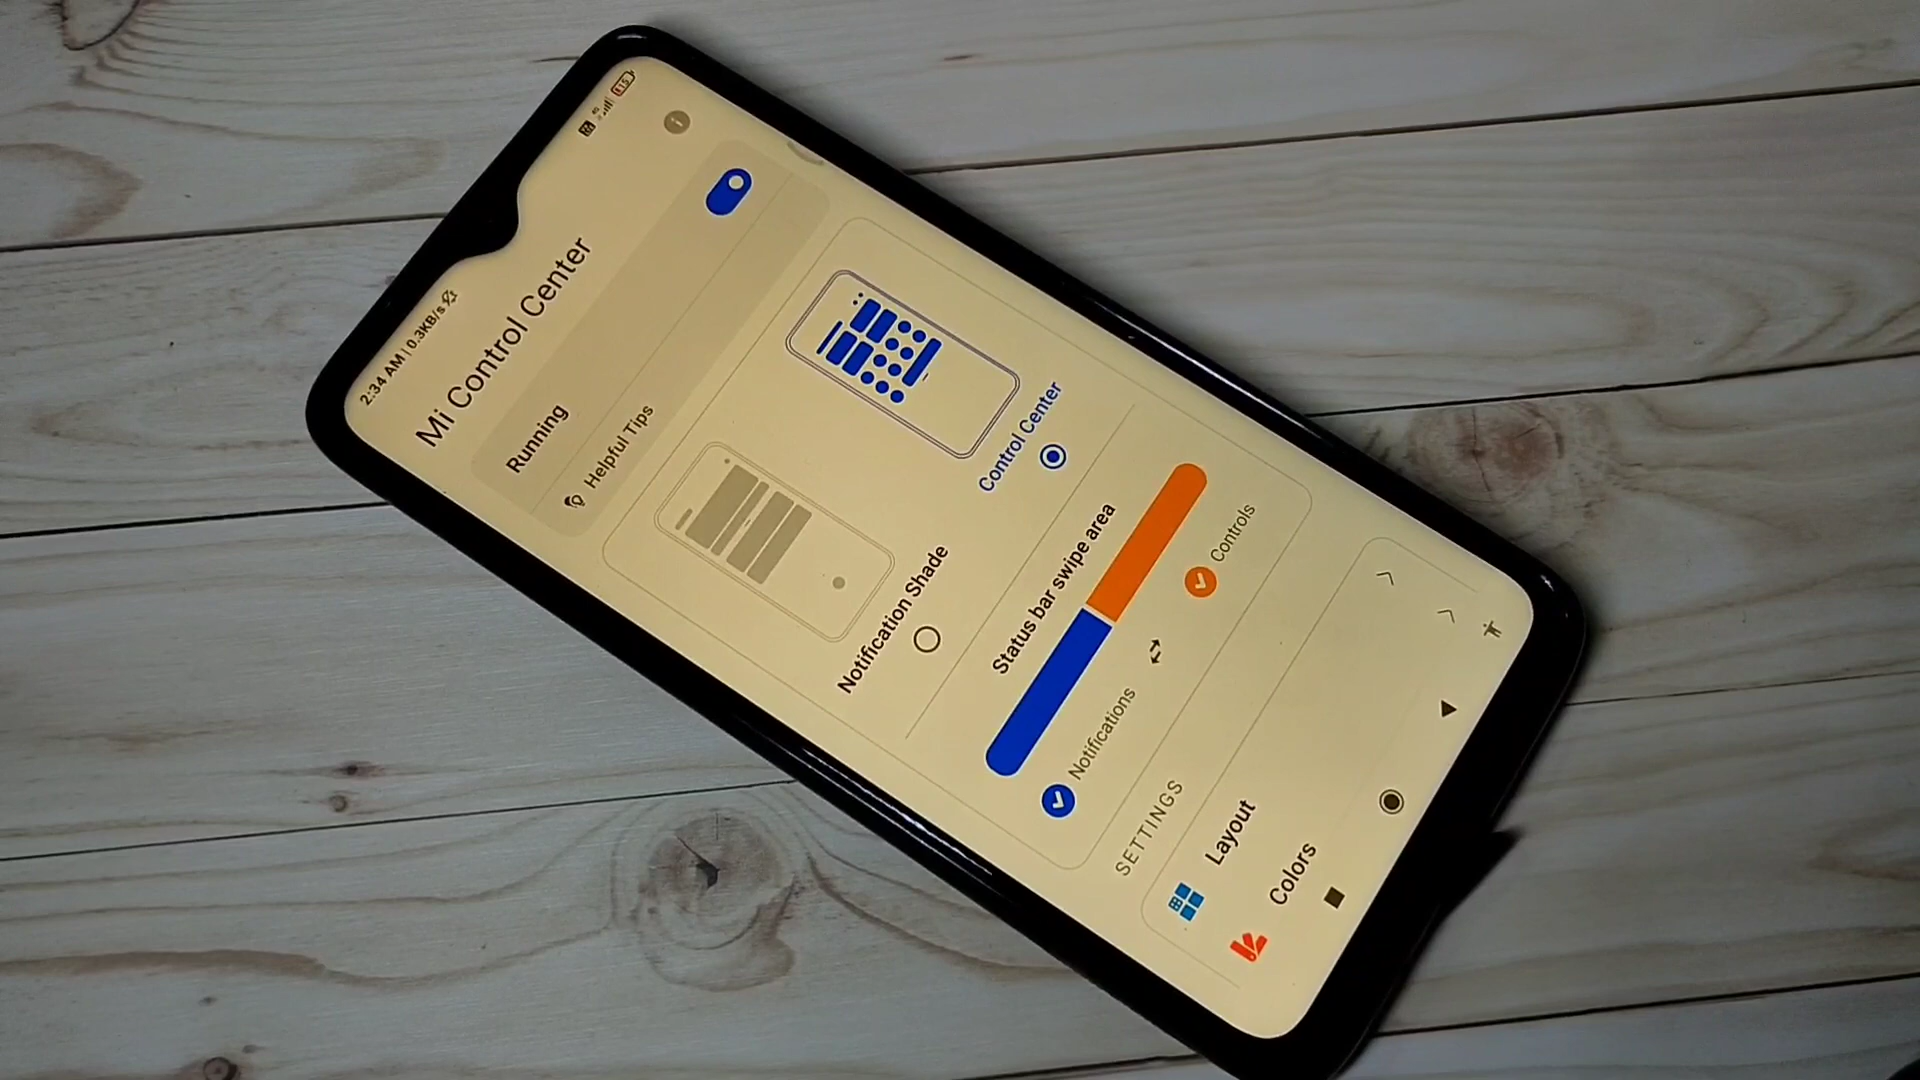 2:34 AM | 0.3KB/s
Mi Control Center
Running
Helpful Tips
Notification Shade
Control Center
Status bar swipe area
Notifications
Controls
SETTINGS
Layout
Colors